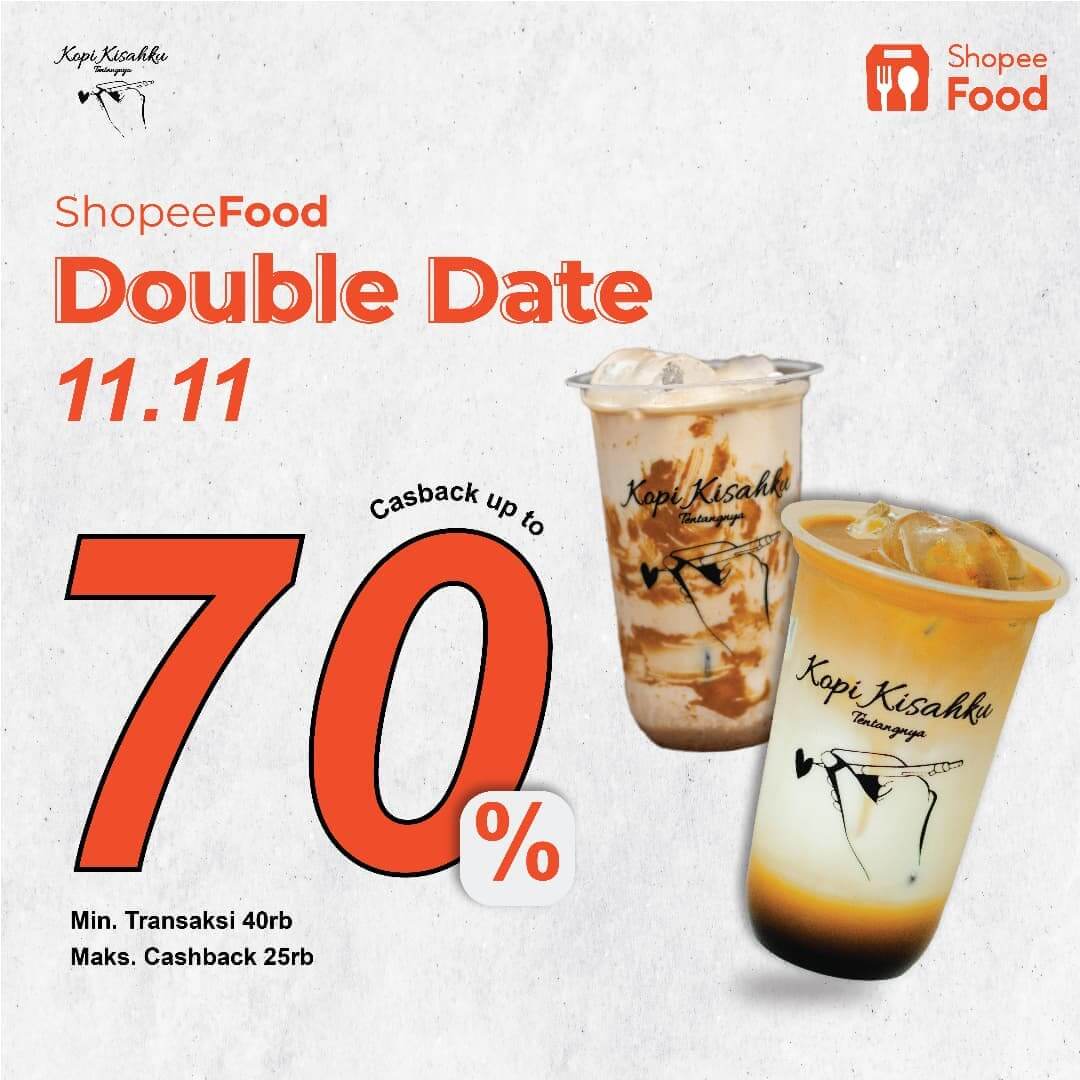 Kopi Kisahku
Tentangnya
Shopee
Food
ShopeeFood
Double Date
11.11
Casback up to
70
%
Min. Transaksi 40rb
Maks. Cashback 25rb
Kopi Kisahku
Tentangnya
Kopi Kisahku
Tentangnya